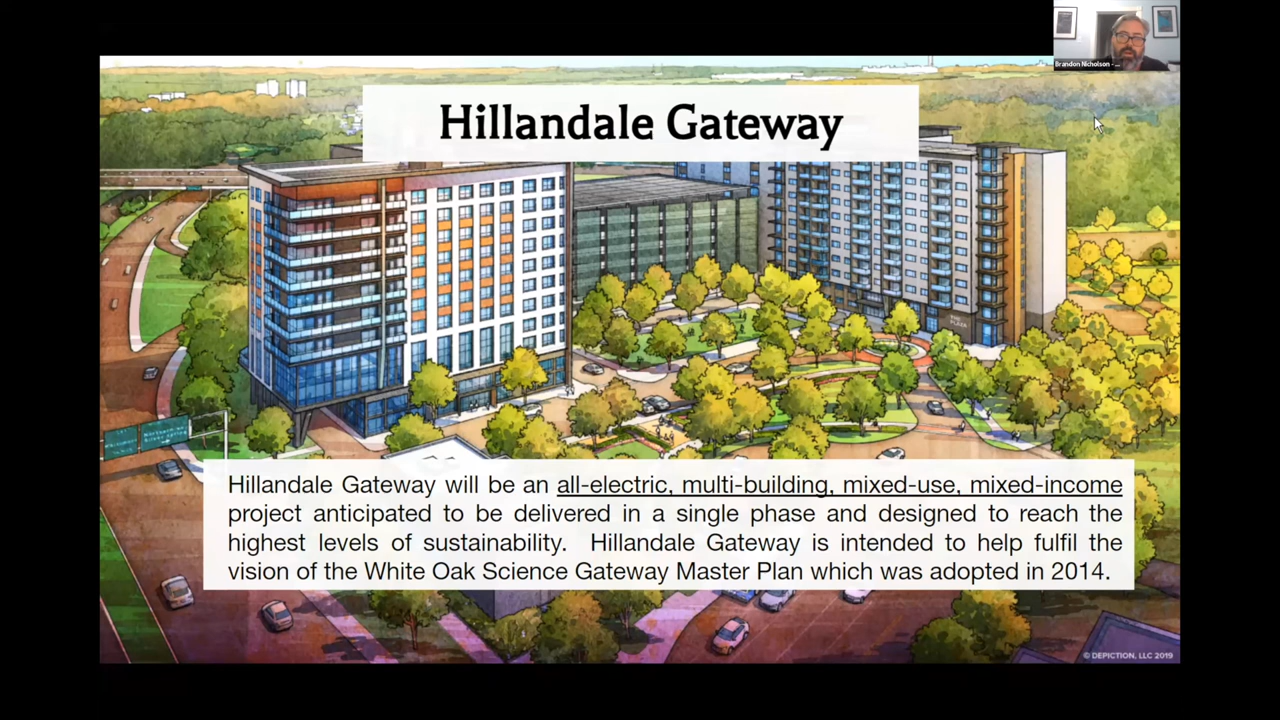 Brandon Nicholson - ...
Hillandale Gateway
Hillandale Gateway will be an all-electric, multi-building, mixed-use, mixed-income
project anticipated to be delivered in a single phase and designed to reach the
highest levels of sustainability. Hillandale Gateway is intended to help fulfil the
vision of the White Oak Science Gateway Master Plan which was adopted in 2014.
© DEPICTION, LLC 2019